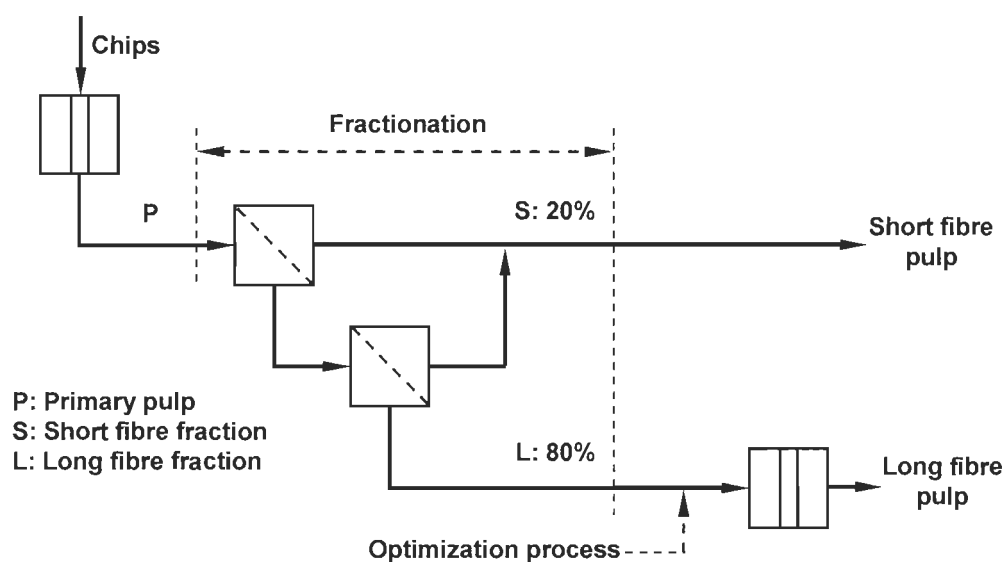 Chips
Fractionation
P
S: 20%
Short fibre
pulp
P: Primary pulp
S: Short fibre fraction
L: Long fibre fraction
L: 80%
Long fibre
pulp
Optimization process